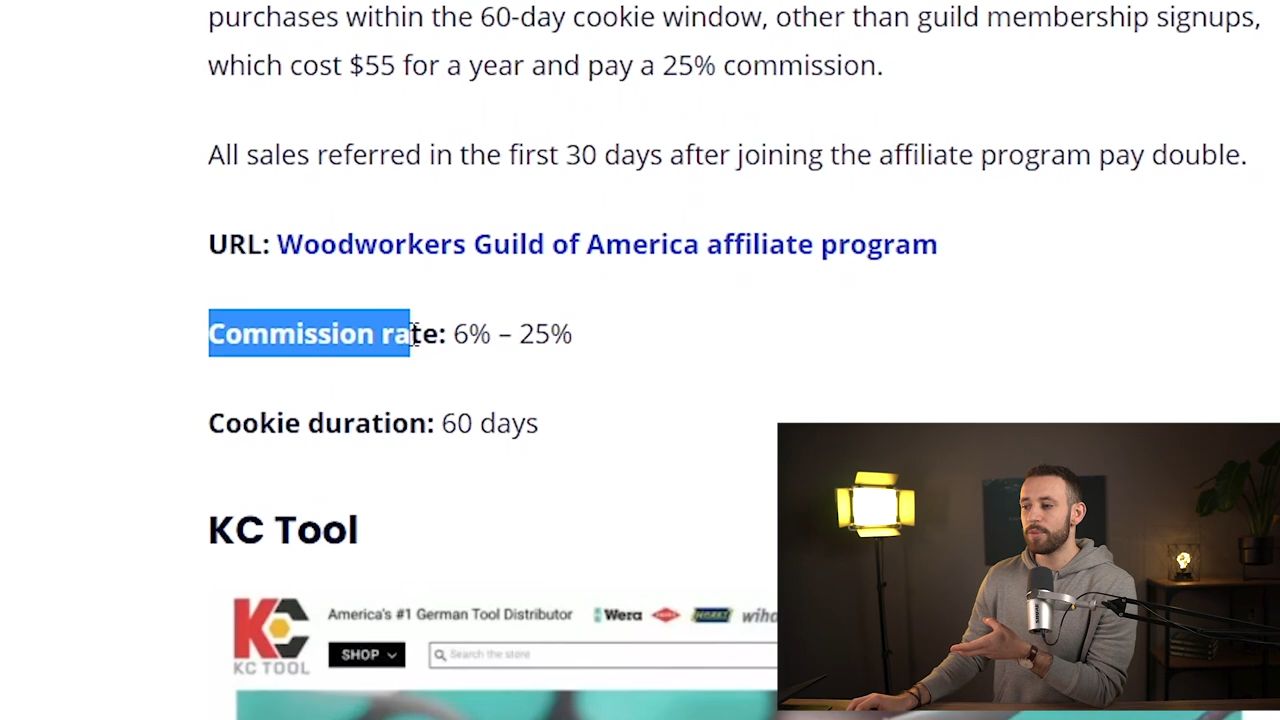 purchases within the 60-day cookie window, other than guild membership signups,
which cost $55 for a year and pay a 25% commission.
All sales referred in the first 30 days after joining the affiliate program pay double.
URL: Woodworkers Guild of America affiliate program
Commission rate: 6% – 25%
Cookie duration: 60 days
KC Tool
KC TOOL
America's #1 German Tool Distributor
Wera
wiha
SHOP
Search the store